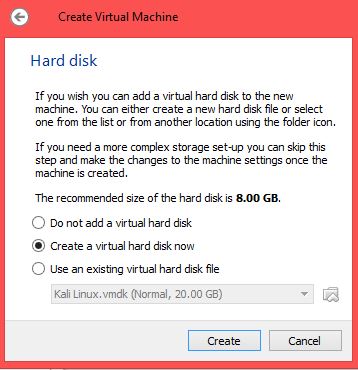 Create Virtual Machine
Hard disk
If you wish you can add a virtual hard disk to the new
machine. You can either create a new hard disk file or select
one from the list or from another location using the folder icon.
If you need a more complex storage set-up you can skip this
step and make the changes to the machine settings once the
machine is created.
The recommended size of the hard disk is 8.00 GB.
Do not add a virtual hard disk
Create a virtual hard disk now
Use an existing virtual hard disk file
Kali Linux.vmdk (Normal, 20.00 GB)
Create Cancel